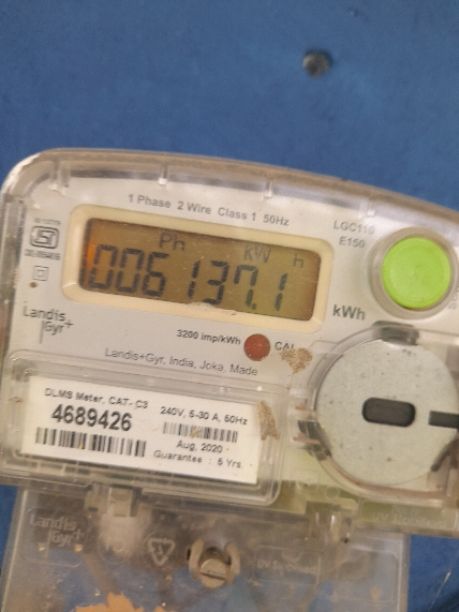 1 Phase 2 Wire Class 1 50Hz
LGC110
E150
Ph kW h
006137.1
kWh
Landis
Gyr+
3200 imp/kWh
CAL
Landis+Gyr, India, Joka, Made
DLMS Meter, CAT- C3
4689426
240V, 5-30 A, 50Hz
Aug, 2020
Guarantee : 5 Yrs
Landis
Gyr+